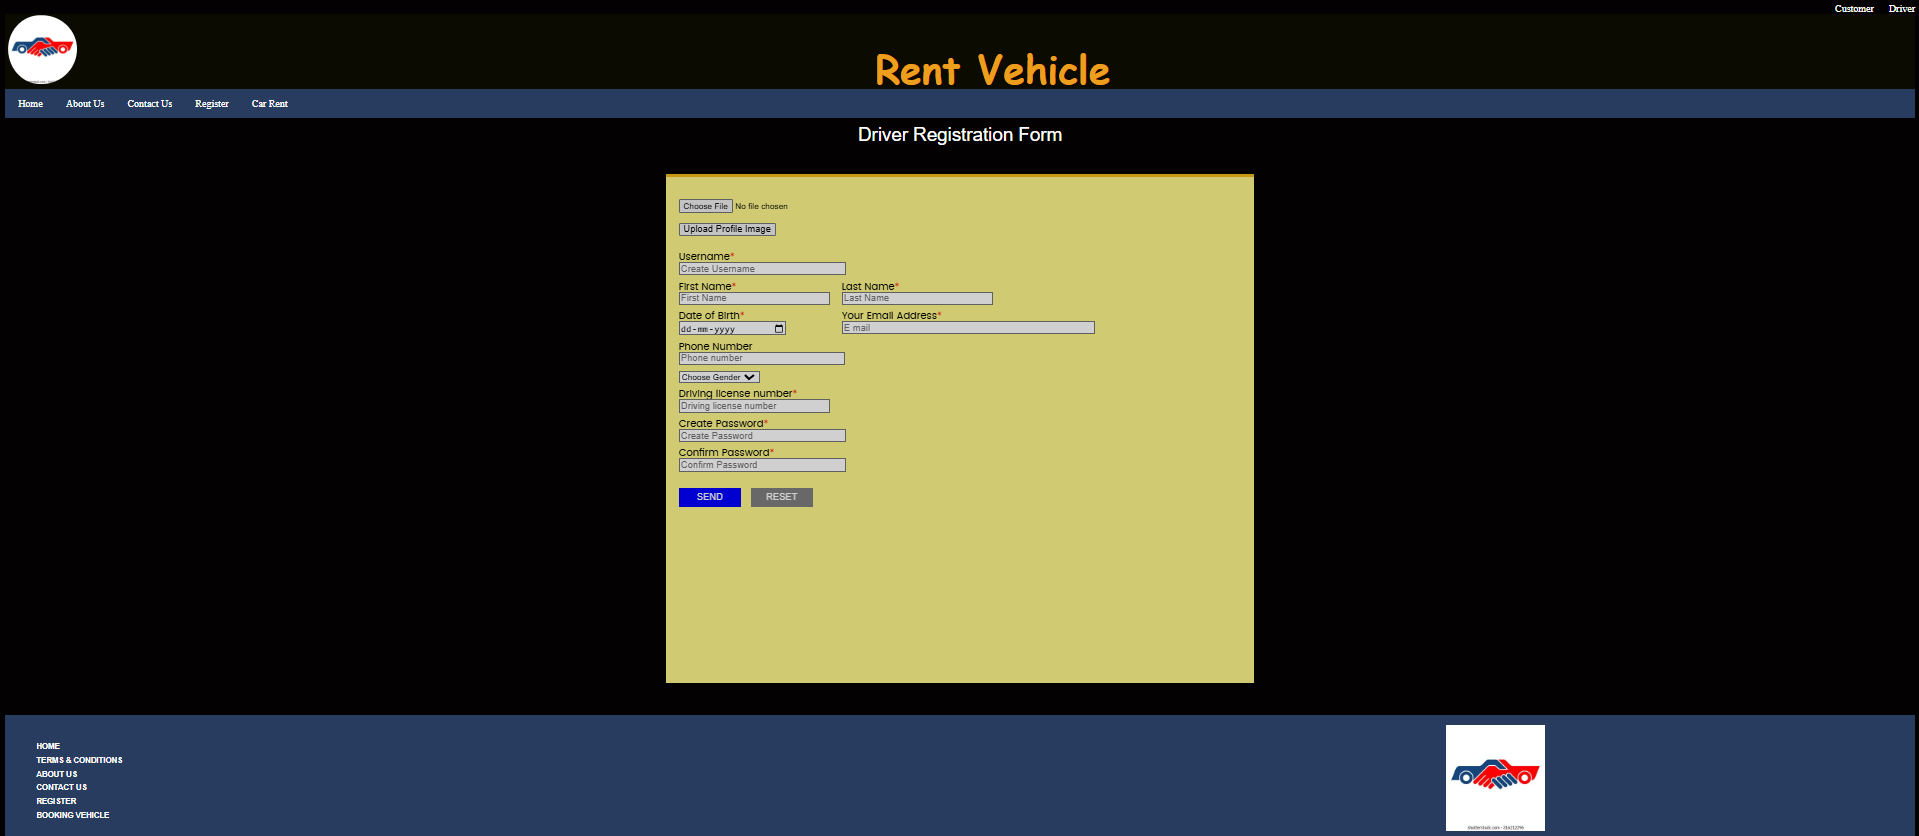 Customer Driver
Rent Vehicle
Home About Us Contact Us Register Car Rent
Driver Registration Form
Choose File No file chosen
Upload Profile Image
Username*
Create Username
First Name* Last Name*
First Name Last Name
Date of Birth* Your Email Address*
dd-mm-yyyy E mail
Phone Number
Phone number
Choose Gender
Driving license number*
Driving license number
Create Password*
Create Password
Confirm Password*
Confirm Password
SEND RESET
HOME
TERMS & CONDITIONS
ABOUT US
CONTACT US
REGISTER
BOOKING VEHICLE